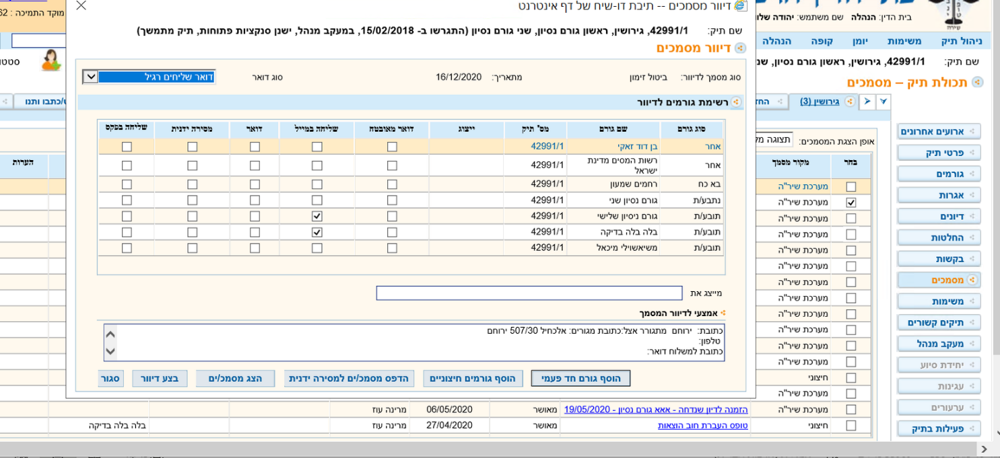 דיוור מסמכים -- תיבת דו-שיח של דף אינטרנט
שם תיק: 42991/1, גירושין, ראשון גורם נסיון, שני גורם נסיון (התגרשו ב- 15/02/2018, במעקב מנהל, ישנן סנקציות פתוחות, תיק מתמשך)
דיוור מסמכים
סוג מסמך לדיוור: ביטול זימון מתאריך: 16/12/2020 סוג דואר דואר שליחים רגיל
רשימת גורמים לדיוור
סוג גורם שם גורם מס' תיק ייצוג דואר מאובטח שליחה במייל דואר מסירה ידנית שליחה בפקס
אחר בן דוד זאקי 42991/1
אחר רשות המסים מדינת ישראל 42991/1
בא כח רחמים שמעון 42991/1
נתבע/ת גורם נסיון שני 42991/1
תובע/ת גורם ניסיון שלישי 42991/1
תובע/ת בלה בלה בדיקה 42991/1
תובע/ת משיאשוילי מיכאל 42991/1
מייצג את
אמצעי לדיוור המסמך
כתובת: ירוחם מתגורר אצל:כתובת מגורים: אלכחיל 507/30 ירוחם
טלפון:
כתובת למשלוח דואר:
הוסף גורם חד פעמי הוסף גורמים חיצוניים הדפס מסמכ/ים למסירה ידנית הצג מסמכ/ים בצע דיוור סגור
בית הדין: הנהלה שם משתמש: יהודה שלו
ניהול תיק משימות יומן קופה הנהלה
שם תיק: 42991/1, גירושין, ראשון גורם נסיון, שנ
תכולת תיק – מסמכים
גירושין (3) החז
אופן הצגת המסמכים: תצוגה מל
בחר מקור מסמך
מערכת שיר"ה
מערכת שיר"ה
מערכת שיר"ה
מערכת שיר"ה
מערכת שיר"ה
מערכת שיר"ה
מערכת שיר"ה
מערכת שיר"ה
מערכת שיר"ה
מערכת שיר"ה
מערכת שיר"ה
מערכת שיר"ה
חיצוני
מערכת שיר"ה
מערכת שיר"ה הזמנה לדיון שנדחה - אאא גורם נסיון - 19/05/2020 מאושר 06/05/2020 מרינה עוז
חיצוני טופס העברת חוב הוצאות מאושר 27/04/2020 מרינה עוז בלה בלה בדיקה
ארועים אחרונים
פרטי תיק
גורמים
אגרות
דיונים
החלטות
בקשות
מסמכים
משימות
תיקים קשורים
מעקב מנהל
יחידת סיוע
עגינות
ערעורים
פעילות בתיק
מוקד התמיכה : 62
סטטו
/כתבו ותנו
הערות